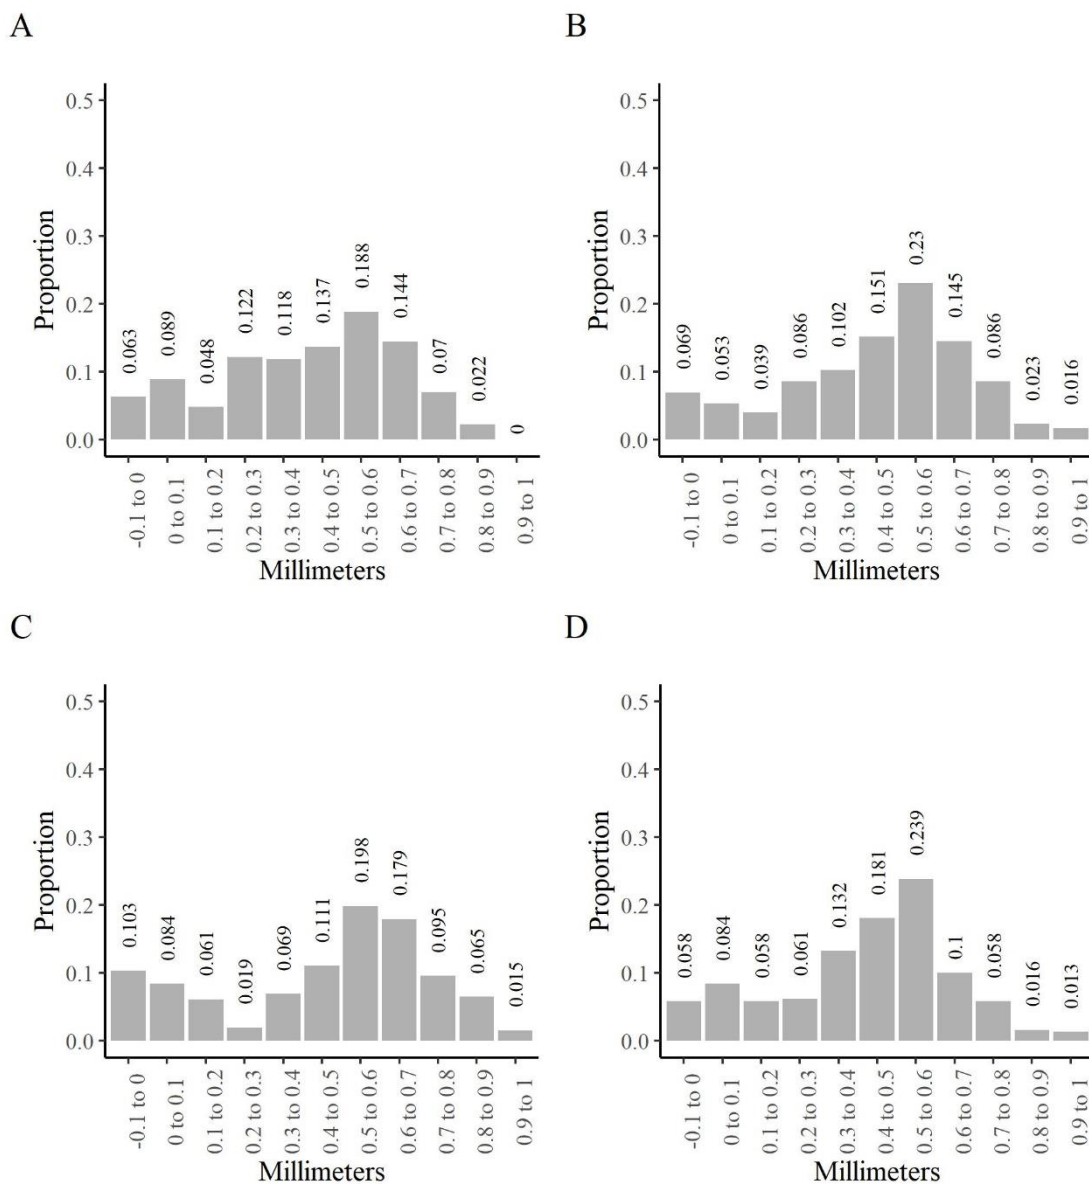 A
Proportion
0.5
0.4
0.3
0.2
0.1
0.0
0.063
0.089
0.048
0.122
0.118
0.137
0.188
0.144
0.07
0.022
0
-0.1 to 0
0 to 0.1
0.1 to 0.2
0.2 to 0.3
0.3 to 0.4
0.4 to 0.5
0.5 to 0.6
0.6 to 0.7
0.7 to 0.8
0.8 to 0.9
0.9 to 1
Millimeters
B
Proportion
0.5
0.4
0.3
0.2
0.1
0.0
0.069
0.053
0.039
0.086
0.102
0.151
0.23
0.145
0.086
0.023
0.016
-0.1 to 0
0 to 0.1
0.1 to 0.2
0.2 to 0.3
0.3 to 0.4
0.4 to 0.5
0.5 to 0.6
0.6 to 0.7
0.7 to 0.8
0.8 to 0.9
0.9 to 1
Millimeters
C
Proportion
0.5
0.4
0.3
0.2
0.1
0.0
0.103
0.084
0.061
0.019
0.069
0.111
0.198
0.179
0.095
0.065
0.015
-0.1 to 0
0 to 0.1
0.1 to 0.2
0.2 to 0.3
0.3 to 0.4
0.4 to 0.5
0.5 to 0.6
0.6 to 0.7
0.7 to 0.8
0.8 to 0.9
0.9 to 1
Millimeters
D
Proportion
0.5
0.4
0.3
0.2
0.1
0.0
0.058
0.084
0.058
0.061
0.132
0.181
0.239
0.1
0.058
0.016
0.013
-0.1 to 0
0 to 0.1
0.1 to 0.2
0.2 to 0.3
0.3 to 0.4
0.4 to 0.5
0.5 to 0.6
0.6 to 0.7
0.7 to 0.8
0.8 to 0.9
0.9 to 1
Millimeters